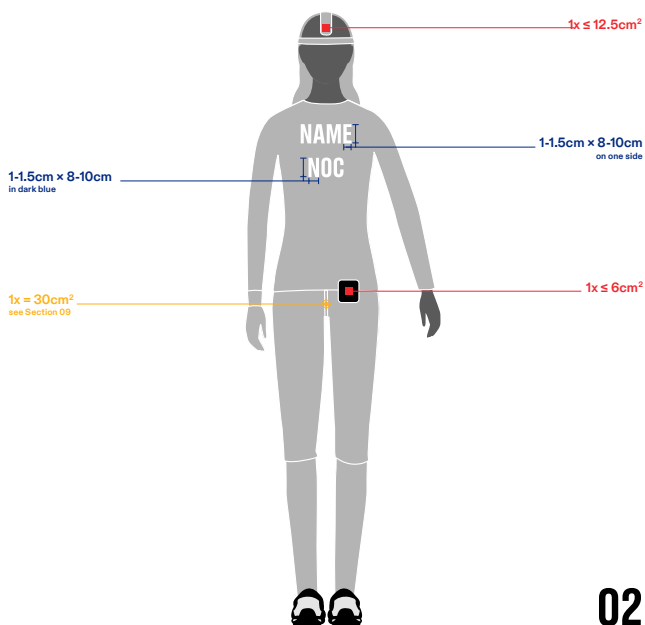 1x ≤ 12.5cm²
NAME
1-1.5cm × 8-10cm
on one side
NOC
1-1.5cm × 8-10cm
in dark blue
1x ≤ 6cm²
1x = 30cm²
see Section 09
02